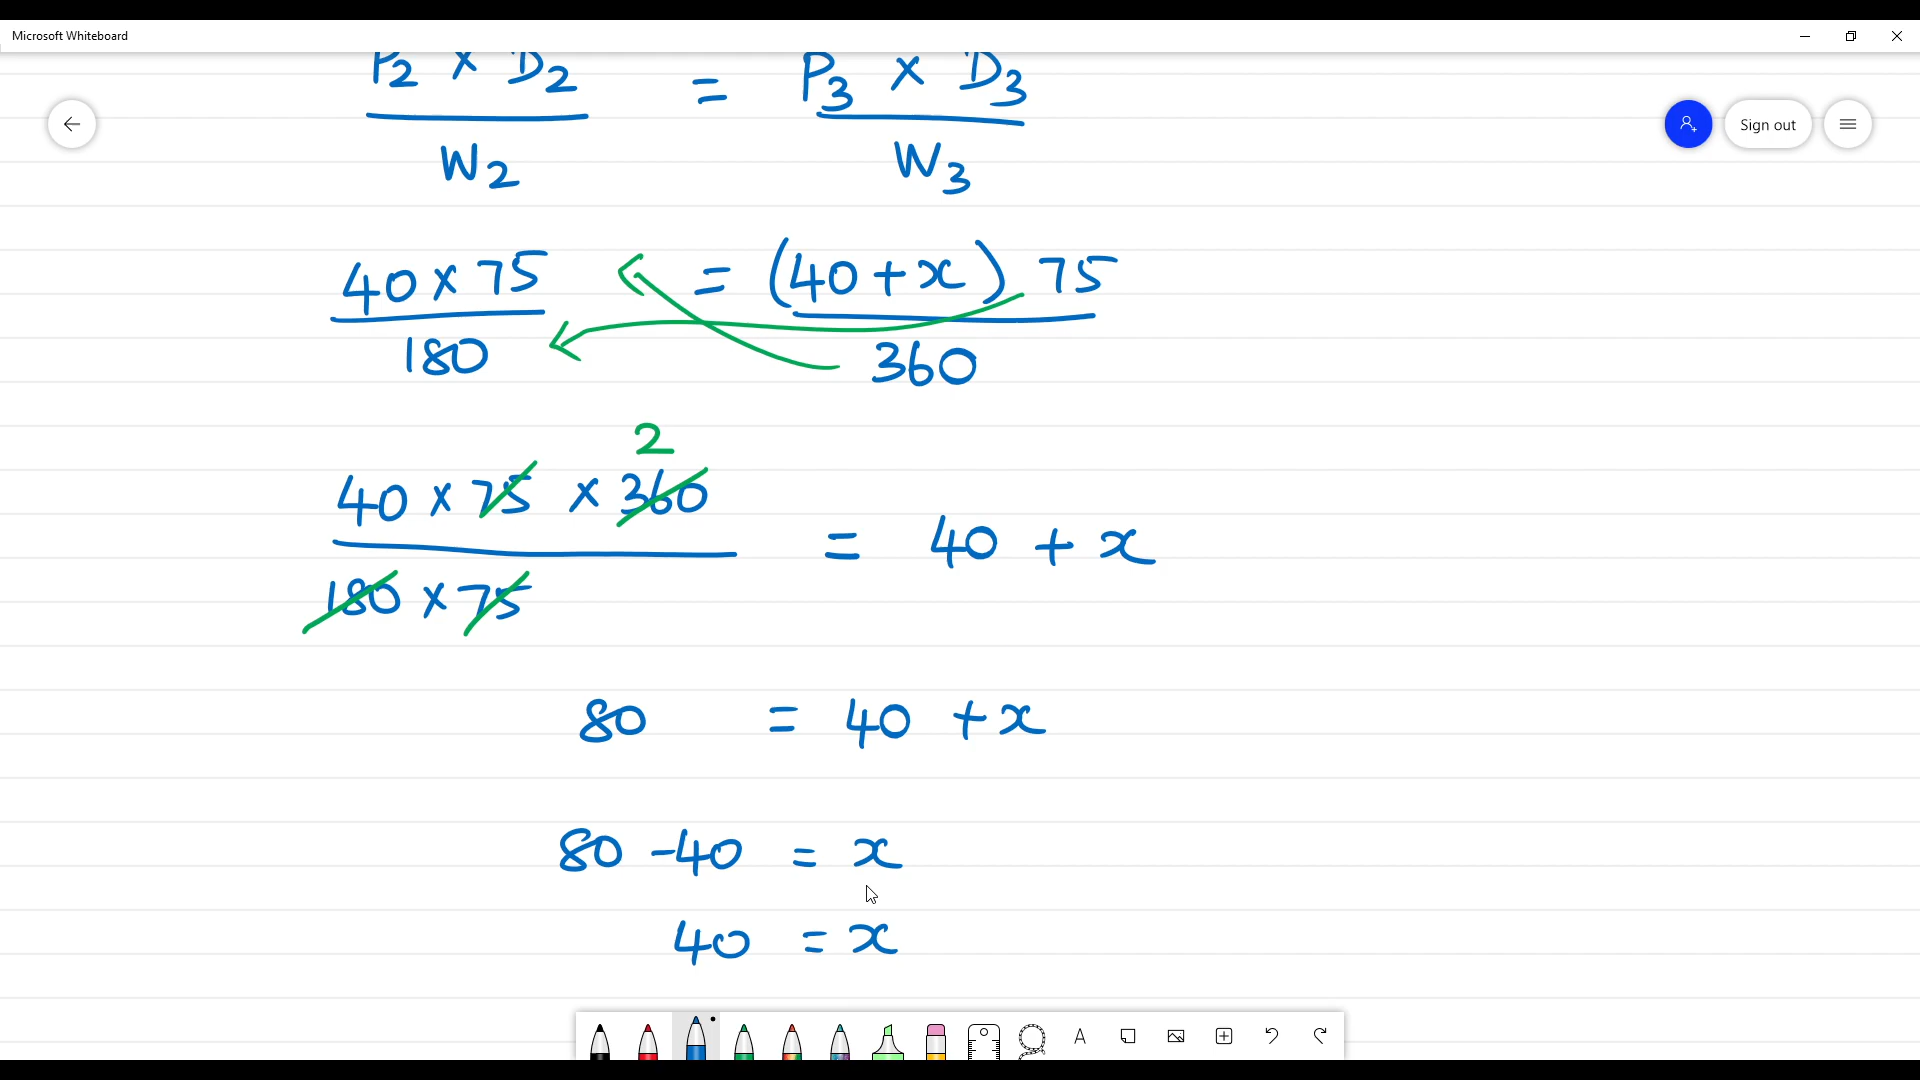 Microsoft Whiteboard
P2 × D2 = P3 × D3
W2 W3
Sign out
40 × 75 = (40 + x) 75
180 360
2
40 × 75 × 360 = 40 + x
180 × 75
80 = 40 + x
80 - 40 = x
40 = x
A